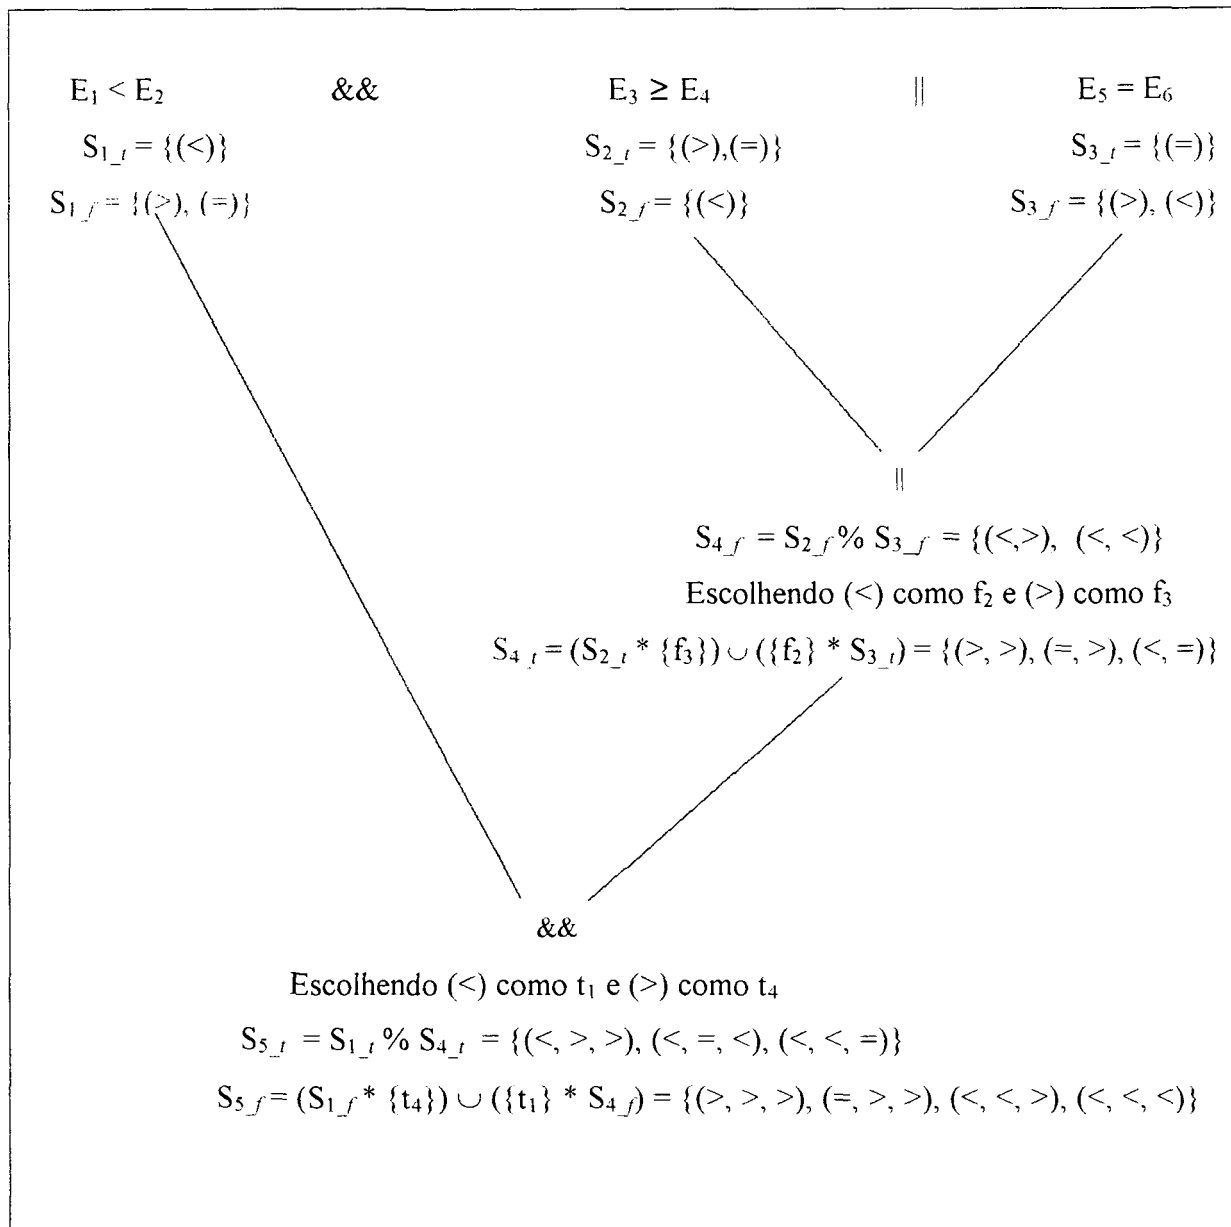 E₁ < E₂ && E₃ ≥ E₄ || E₅ = E₆
S₁_t = {(<)} S₂_t = {(>),(=)} S₃_t = {(=)}
S₁_f = {(>), (=)} S₂_f = {(<)} S₃_f = {(>), (<)}
||
S₄_f = S₂_f % S₃_f = {(<,>), (<, <)}
Escolhendo (<) como f₂ e (>) como f₃
S₄_t = (S₂_t * {f₃}) ∪ ({f₂} * S₃_t) = {(>, >), (=, >), (<, =)}
&&
Escolhendo (<) como t₁ e (>) como t₄
S₅_t = S₁_t % S₄_t = {(<, >, >), (<, =, <), (<, <, =)}
S₅_f = (S₁_f * {t₄}) ∪ ({t₁} * S₄_f) = {(>, >, >), (=, >, >), (<, <, >), (<, <, <)}